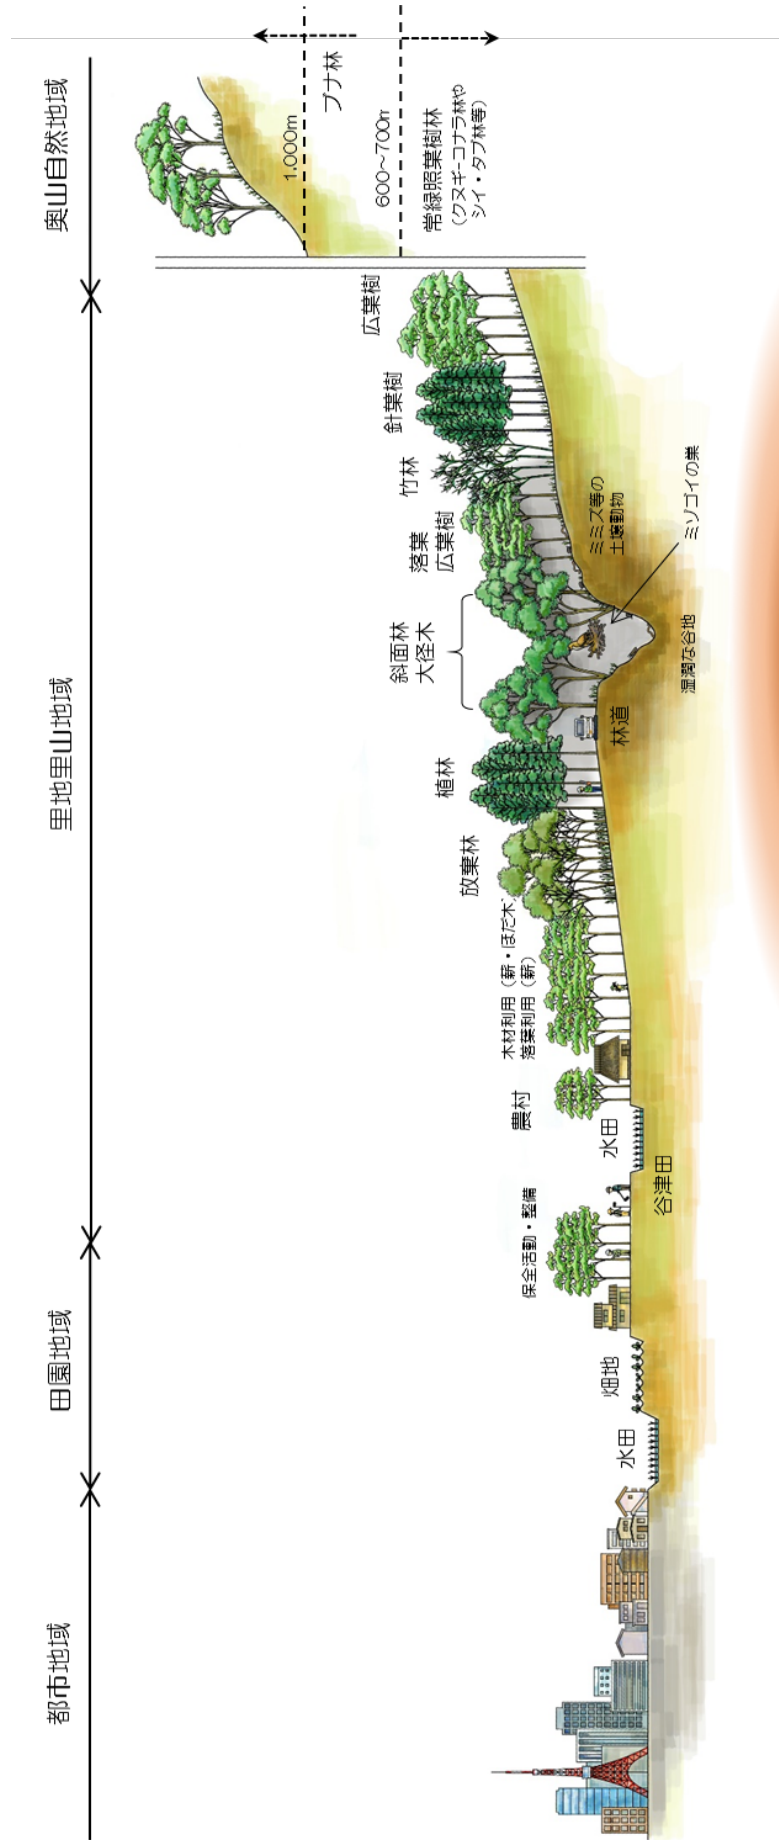 都市地域
田園地域
里地里山地域
奥山自然地域
1,000m
ブナ林
600～700m
常緑照葉樹林
（クヌギ-コナラ林や
シイ・タブ林等）
水田
畑地
保全活動・整備
谷津田
水田
農村
木材利用（薪・ほだ木）
落葉利用（薪）
放棄林
植林
林道
斜面林
大径木
湿潤な谷地
ミゾゴイの巣
ミミズ等の
土壌動物
落葉
広葉樹
竹林
針葉樹
広葉樹